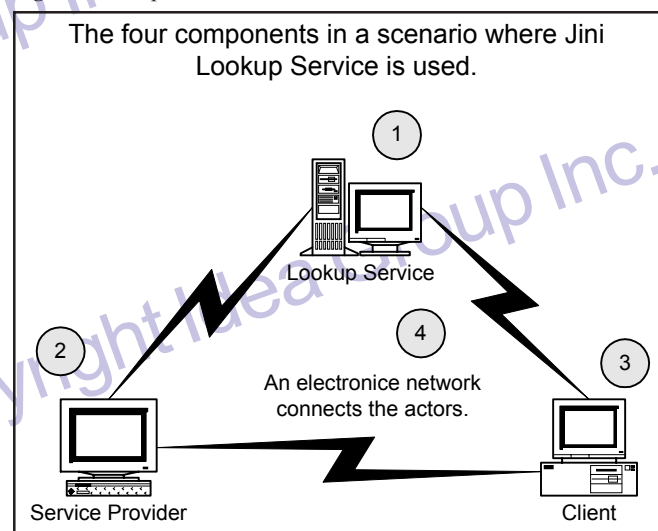 The four components in a scenario where Jini
Lookup Service is used.
1
Lookup Service
2
4
3
An electronice network
connects the actors.
Service Provider
Client